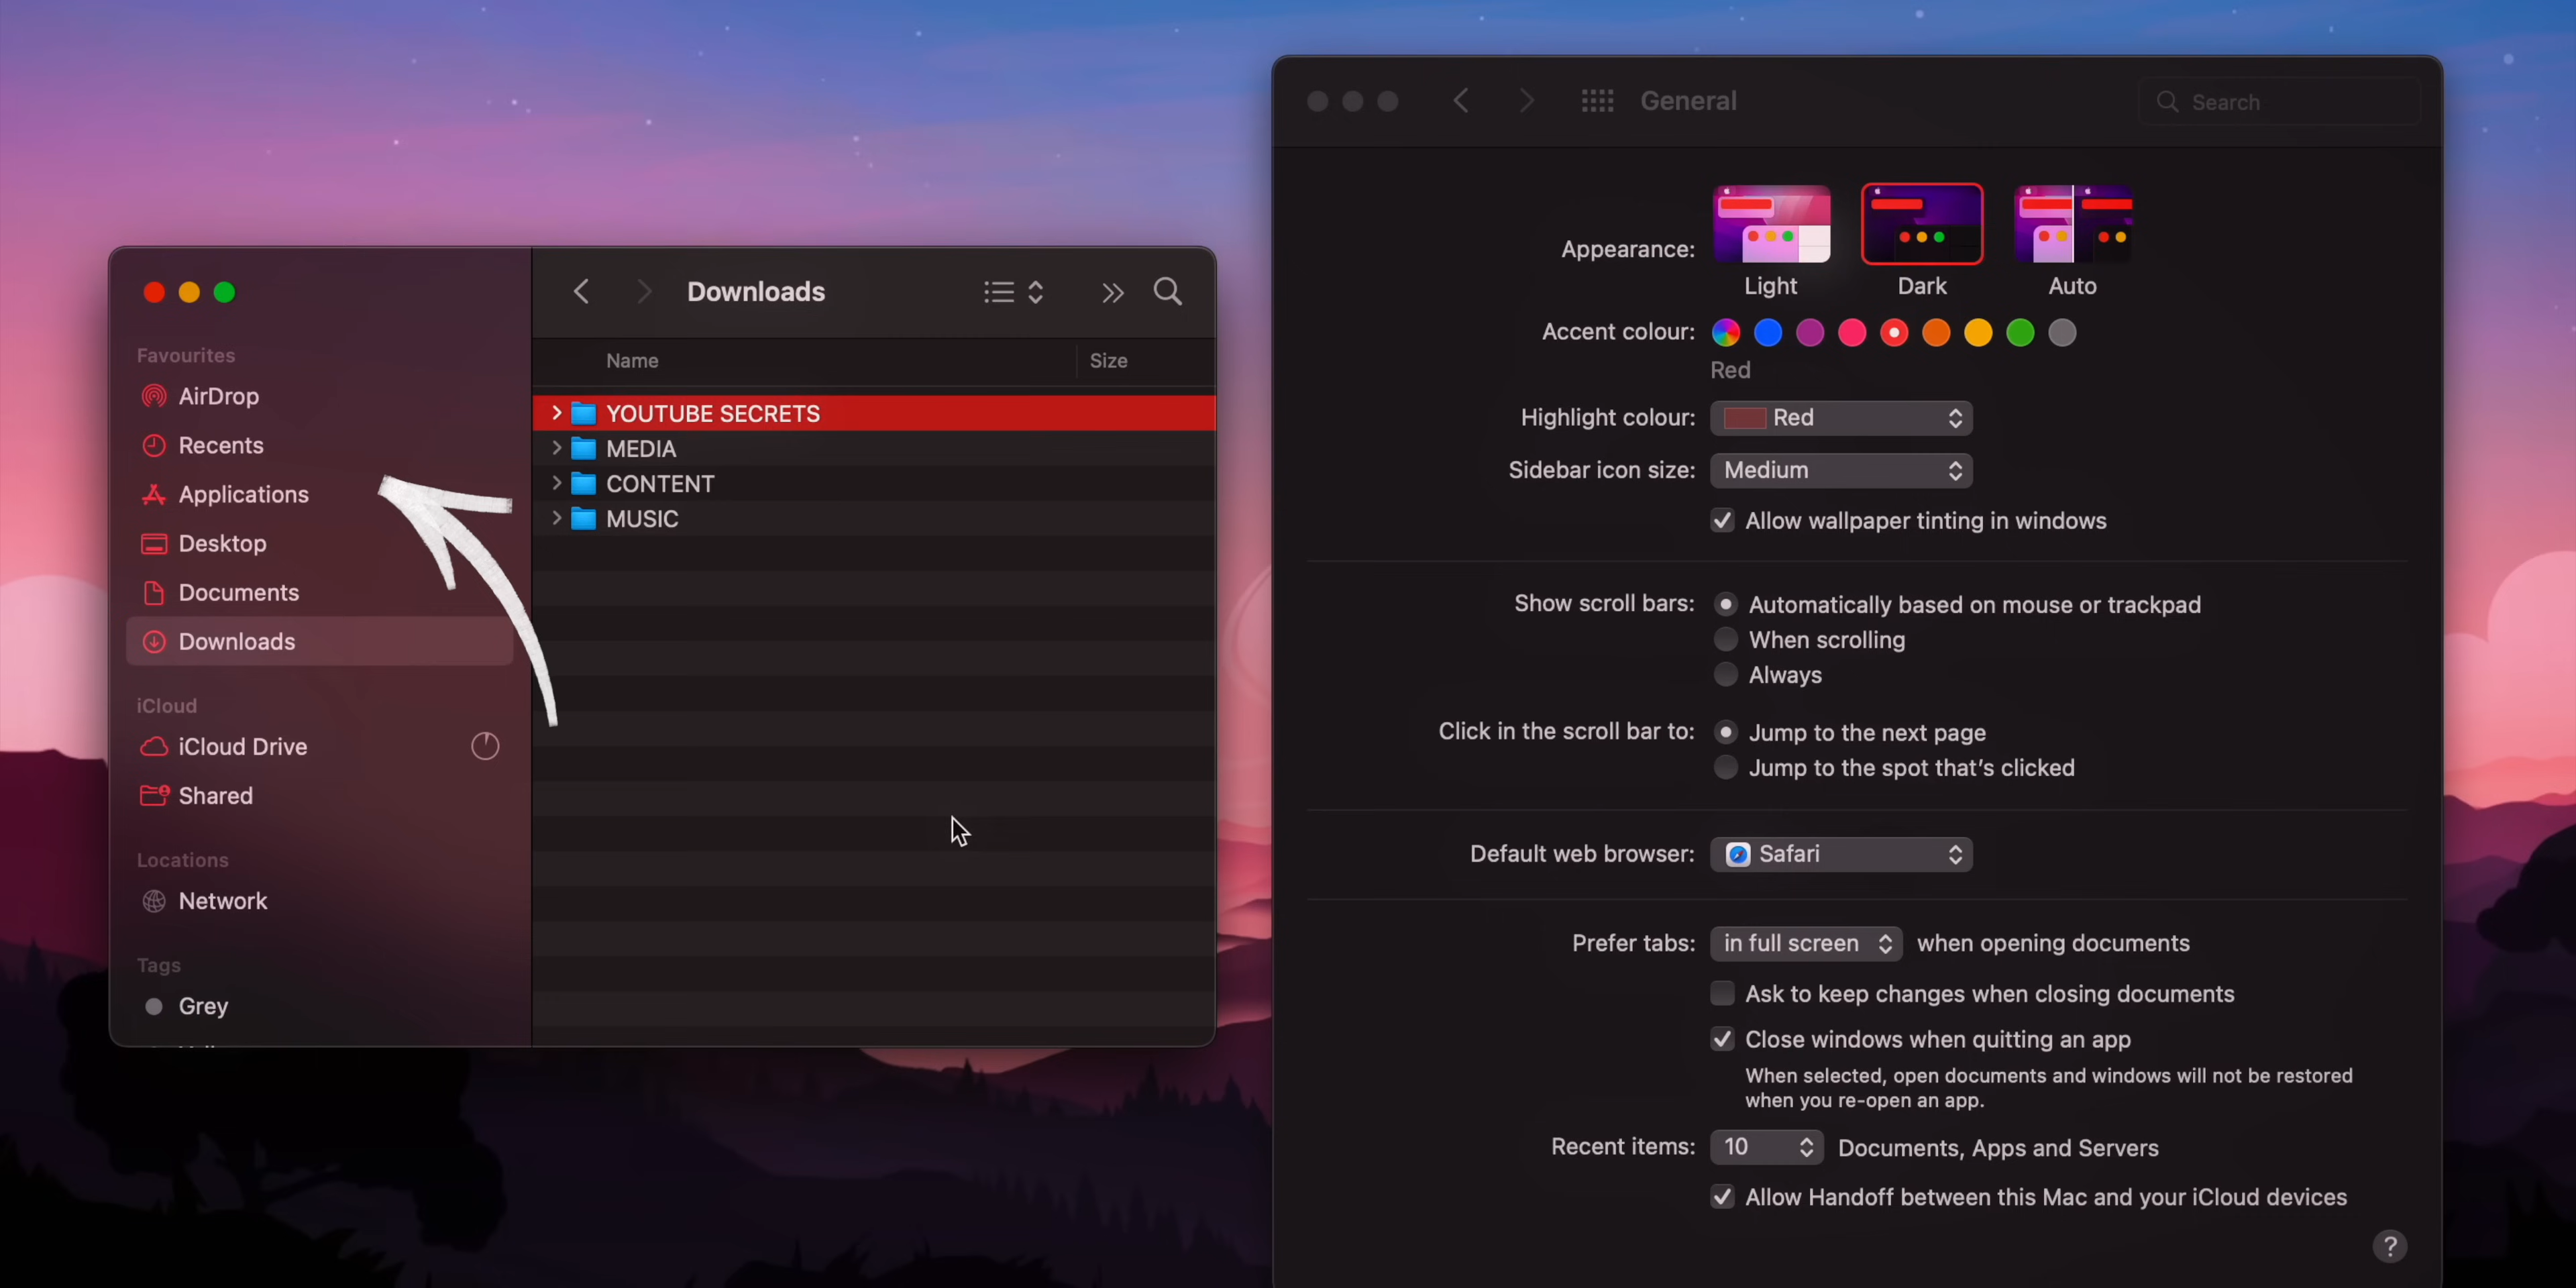 Downloads
Name Size
Favourites
AirDrop
Recents
Applications
Desktop
Documents
Downloads
iCloud
iCloud Drive
Shared
Locations
Network
Tags
Grey
YOUTUBE SECRETS
MEDIA
CONTENT
MUSIC
General
Search
Appearance:
Light Dark Auto
Accent colour:
Red
Highlight colour: Red
Sidebar icon size: Medium
Allow wallpaper tinting in windows
Show scroll bars: Automatically based on mouse or trackpad
When scrolling
Always
Click in the scroll bar to: Jump to the next page
Jump to the spot that’s clicked
Default web browser: Safari
Prefer tabs: in full screen when opening documents
Ask to keep changes when closing documents
Close windows when quitting an app
When selected, open documents and windows will not be restored
when you re-open an app.
Recent items: 10 Documents, Apps and Servers
Allow Handoff between this Mac and your iCloud devices
?